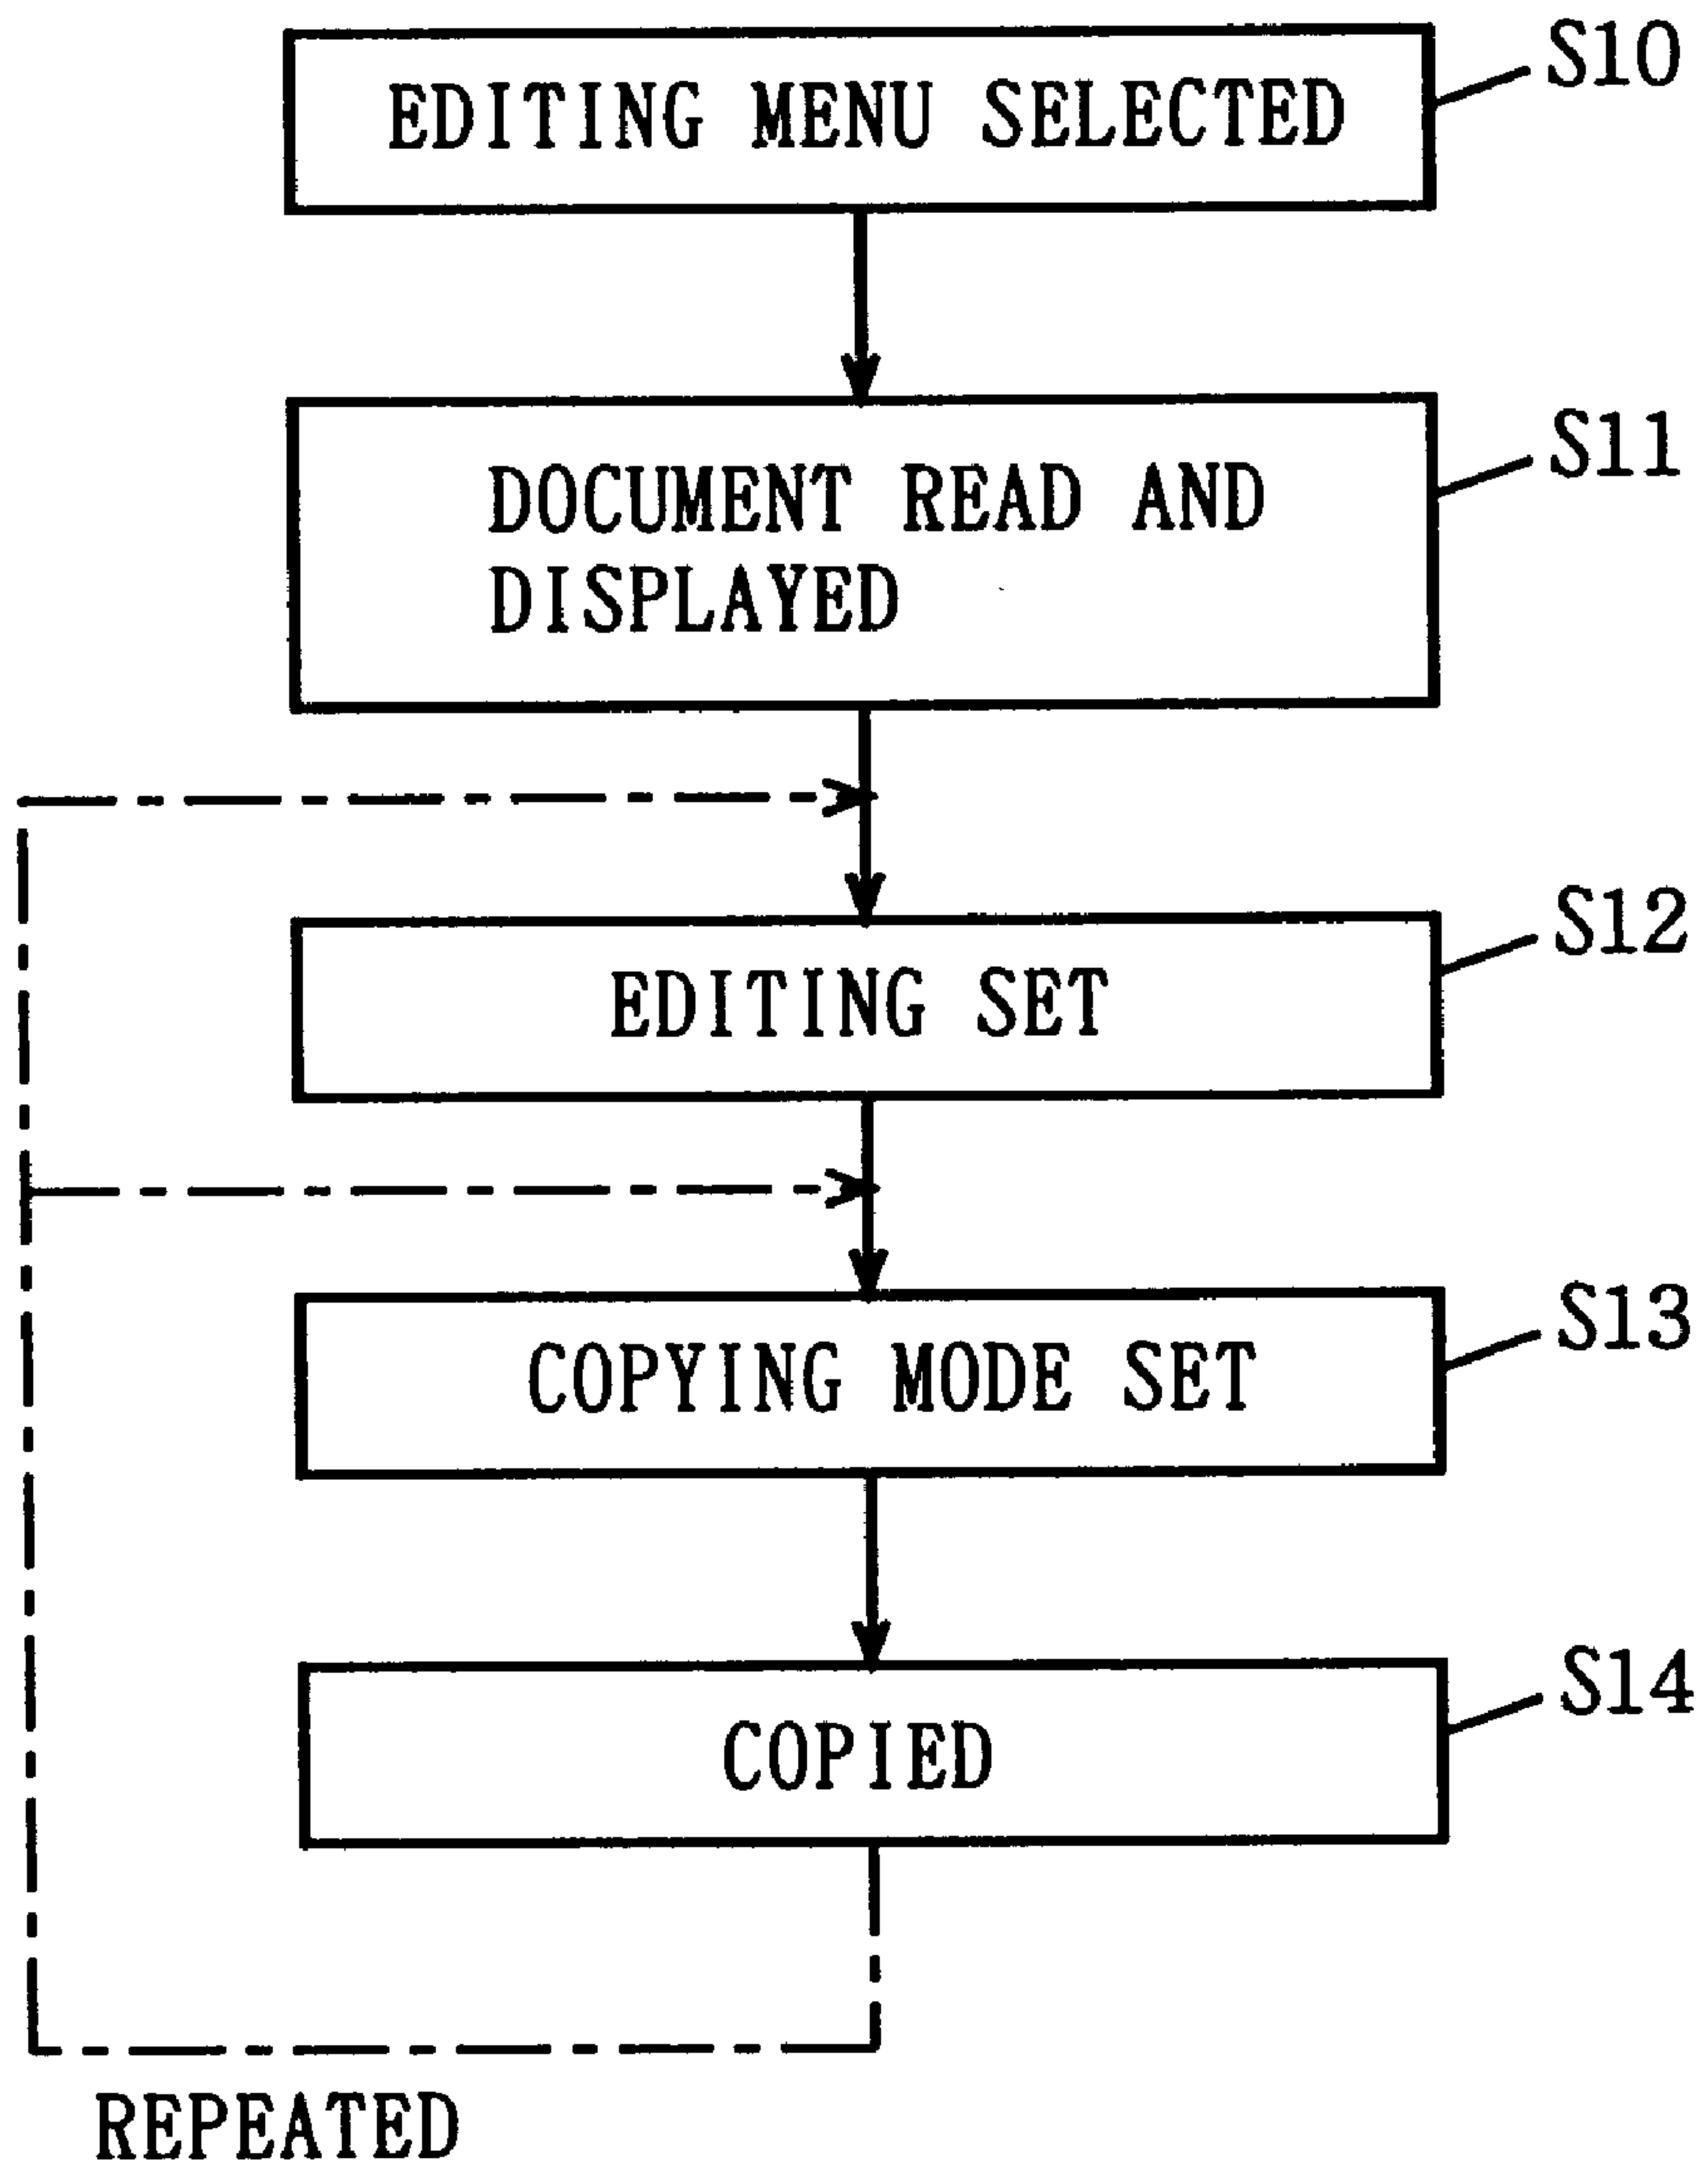 EDITING MENU SELECTED
S10
DOCUMENT READ AND
DISPLAYED
S11
EDITING SET
S12
COPYING MODE SET
S13
COPIED
S14
REPEATED